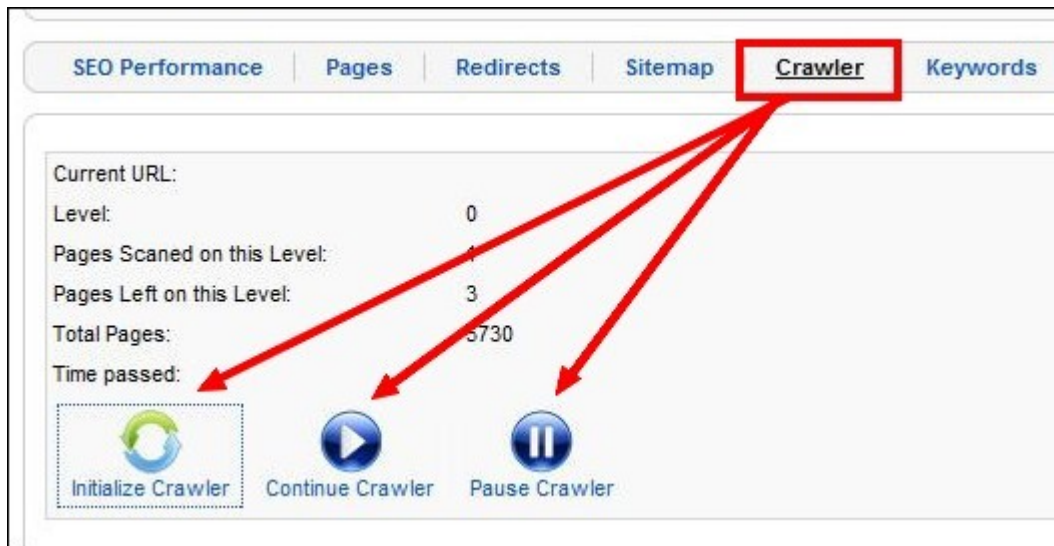 SEO Performance Pages Redirects Sitemap Crawler Keywords
Current URL:
Level: 0
Pages Scaned on this Level:
Pages Left on this Level: 3
Total Pages: 5730
Time passed:
Initialize Crawler Continue Crawler Pause Crawler